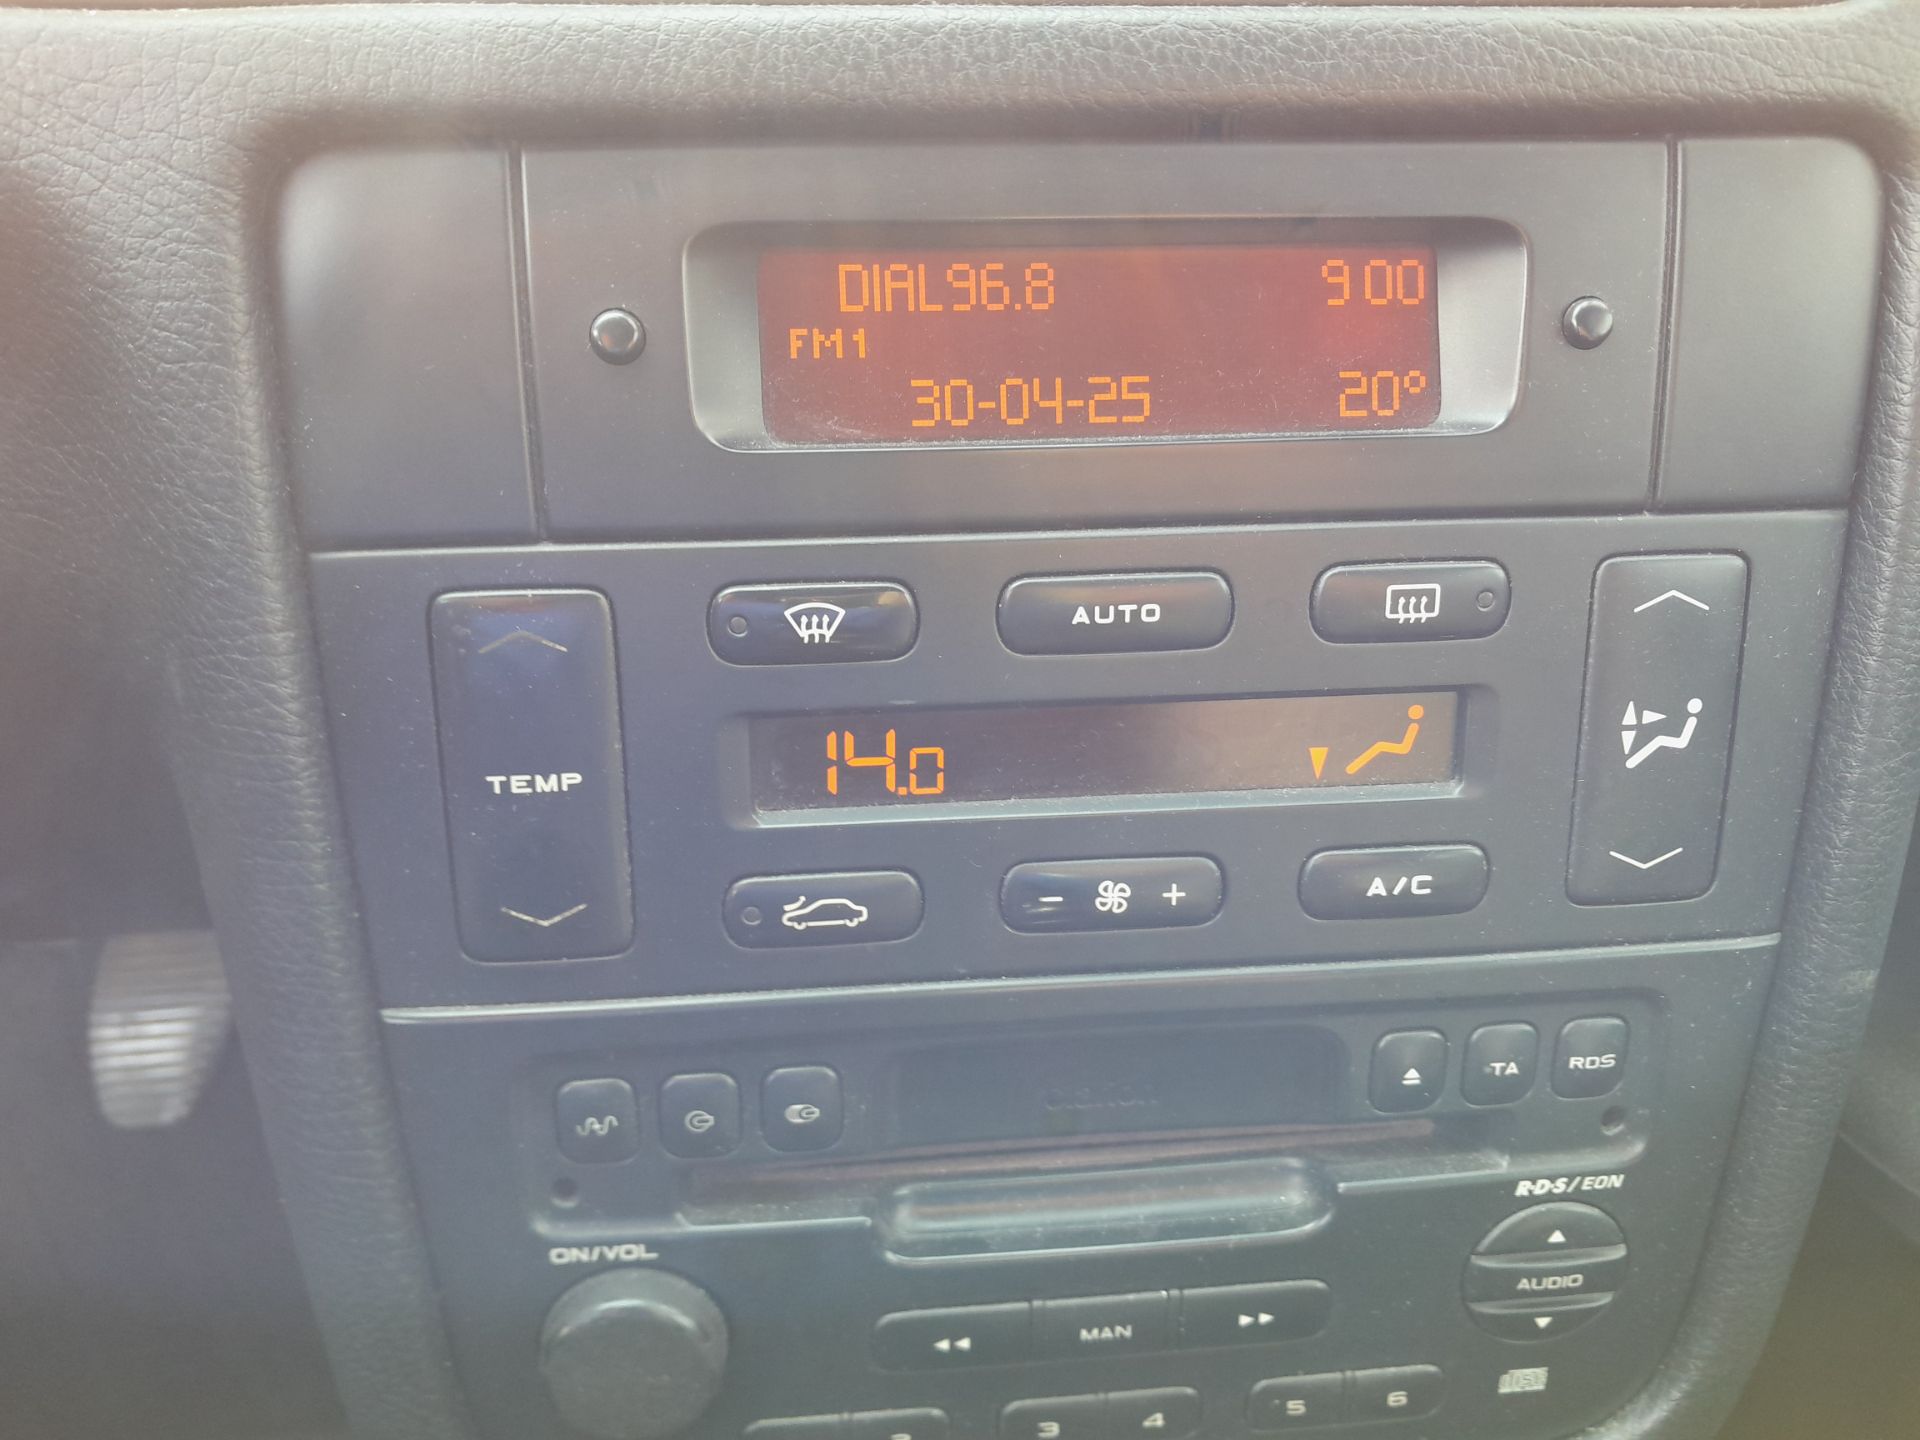 DIAL96.8 9 00
FM1
30-04-25 20°
AUTO
14.0
TEMP
- +
A/C
TA
RDS
R·D·S/EON
ON/VOL
AUDIO
MAN
5 6
3 4